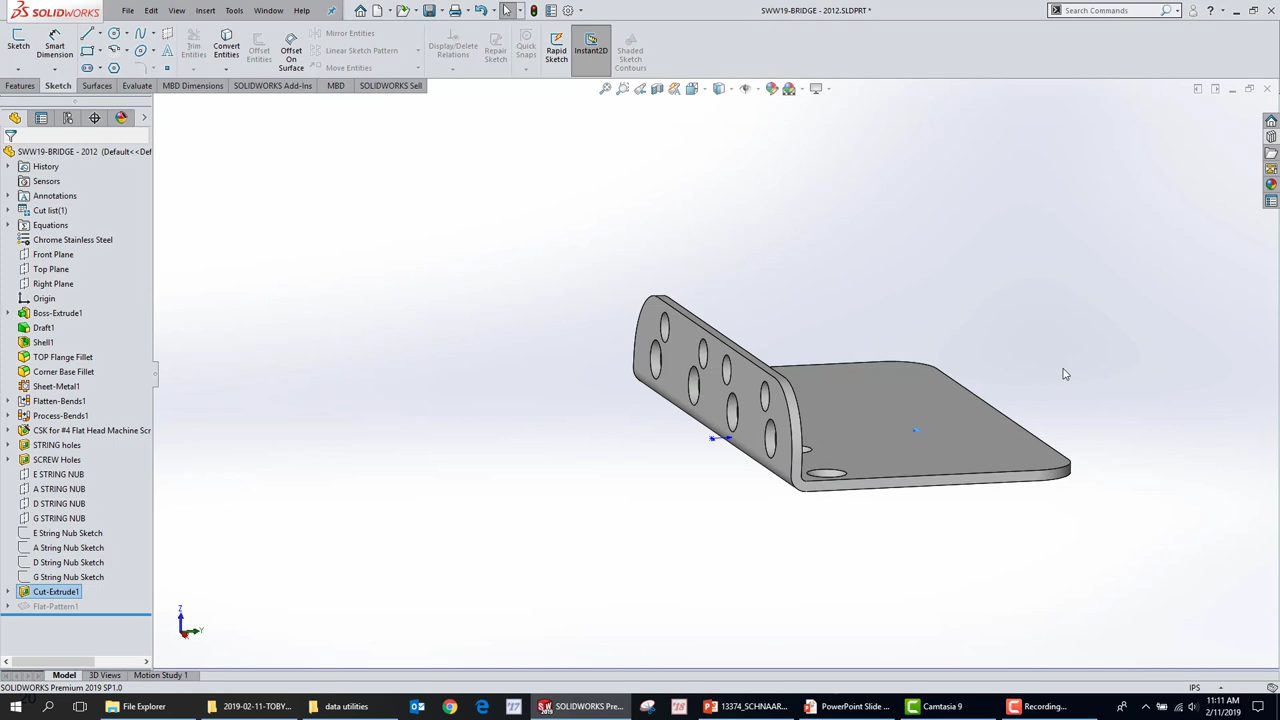 SOLIDWORKS
File
Edit
View
Insert
Tools
Window
Help
SWW19-BRIDGE - 2012.SLDPRT *
Search Commands
Sketch
Smart
Dimension
Trim
Entities
Convert
Entities
Offset
Entities
Offset
On
Surface
Mirror Entities
Linear Sketch Pattern
Move Entities
Display/Delete
Relations
Repair
Sketch
Quick
Snaps
Rapid
Sketch
Instant2D
Shaded
Sketch
Contours
Features
Sketch
Surfaces
Evaluate
MBD Dimensions
SOLIDWORKS Add-Ins
MBD
SOLIDWORKS Sell
SWW19-BRIDGE - 2012 (Default<<Def
History
Sensors
Annotations
Cut list(1)
Equations
Chrome Stainless Steel
Front Plane
Top Plane
Right Plane
Origin
Boss-Extrude1
Draft1
Shell1
TOP Flange Fillet
Corner Base Fillet
Sheet-Metal1
Flatten-Bends1
Process-Bends1
CSK for #4 Flat Head Machine Scr
STRING holes
SCREW Holes
E STRING NUB
A STRING NUB
D STRING NUB
G STRING NUB
E String Nub Sketch
A String Nub Sketch
D String Nub Sketch
G String Nub Sketch
Cut-Extrude1
Flat-Pattern1
Z
Y
Model
3D Views
Motion Study 1
SOLIDWORKS Premium 2019 SP1.0
IPS
File Explorer
2019-02-11-TOBY...
data utilities
SOLIDWORKS Pre...
13374_SCHNAAR...
PowerPoint Slide ...
Camtasia 9
Recording...
11:11 AM
2/11/2019